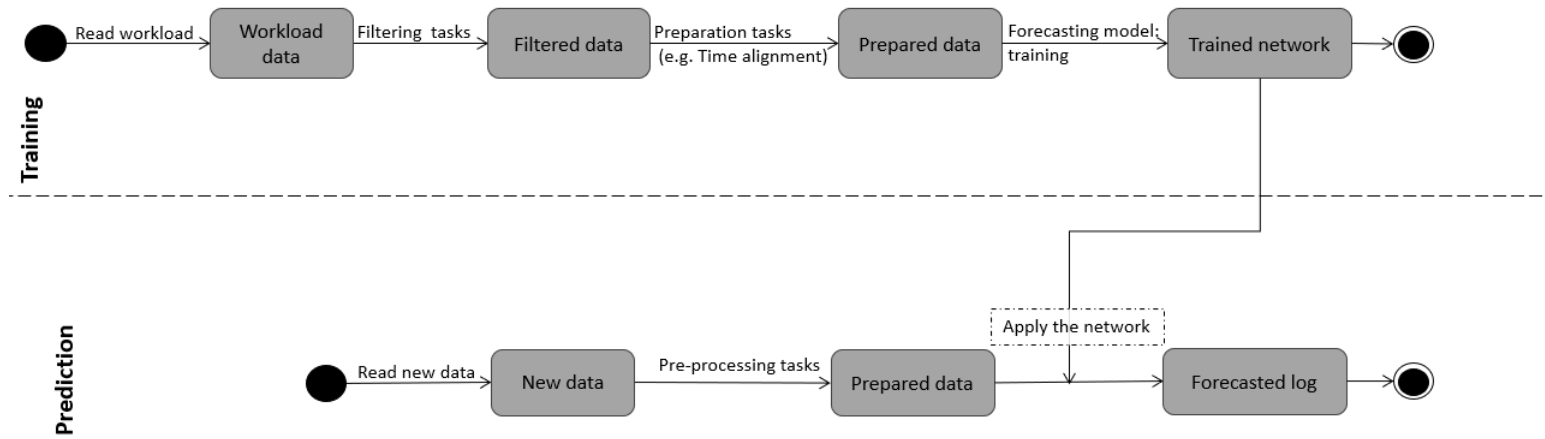 Read workload
Workload
data
Filtering tasks
Filtered data
Preparation tasks
(e.g. Time alignment)
Prepared data
Forecasting model:
training
Trained network
Training
Apply the network
Prediction
Read new data
New data
Pre-processing tasks
Prepared data
Forecasted log